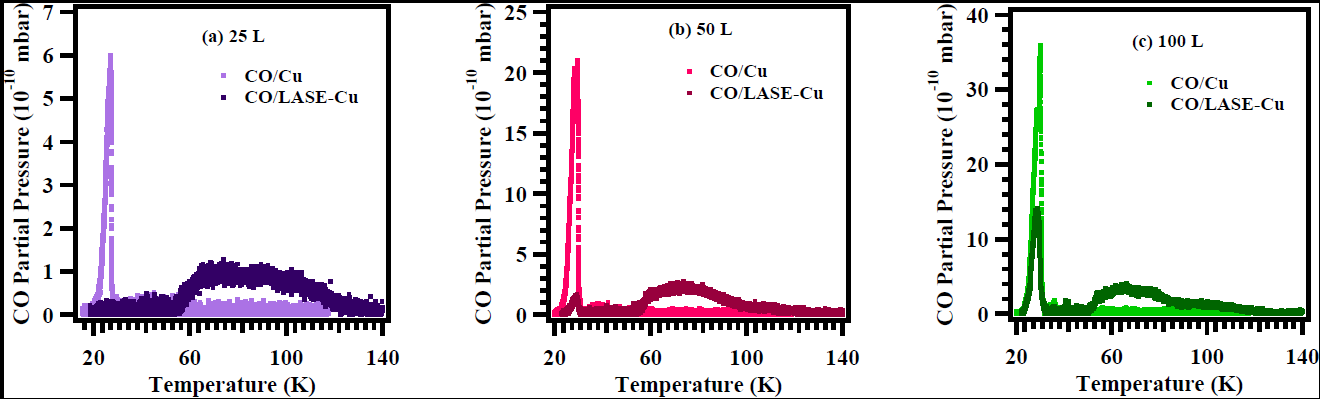 (a) 25 L
CO/Cu
CO/LASE-Cu
CO Partial Pressure (10⁻¹⁰ mbar)
7
6
5
4
3
2
1
0
20 60 100 140
Temperature (K)
(b) 50 L
CO/Cu
CO/LASE-Cu
CO Partial Pressure (10⁻¹⁰ mbar)
25
20
15
10
5
0
20 60 100 140
Temperature (K)
(c) 100 L
CO/Cu
CO/LASE-Cu
CO Partial Pressure (10⁻¹⁰ mbar)
40
30
20
10
0
20 60 100 140
Temperature (K)